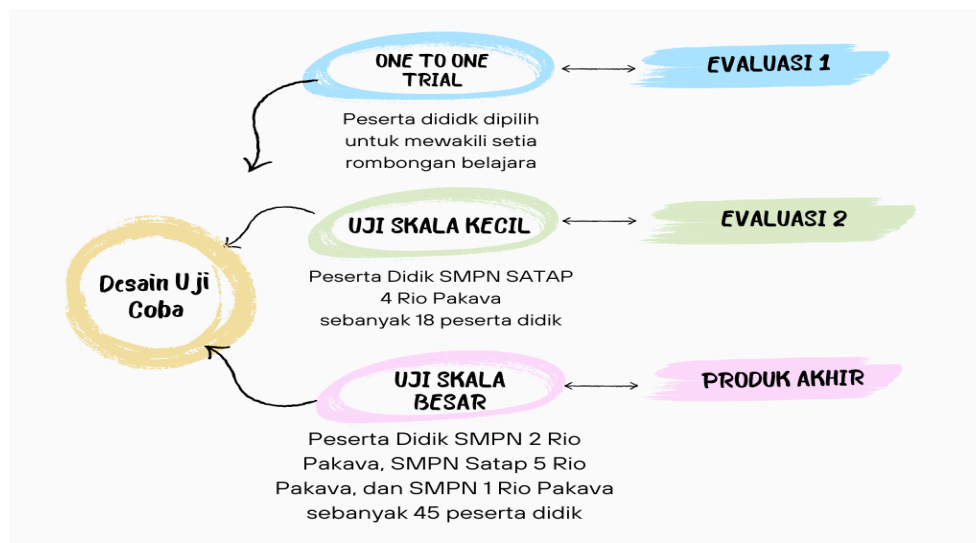 ONE TO ONE
TRIAL
EVALUASI 1
Peserta dididk dipilih
untuk mewakili setia
rombongan belajara
UJI SKALA KECIL
EVALUASI 2
Peserta Didik SMPN SATAP
4 Rio Pakava
sebanyak 18 peserta didik
Desain Uji
Coba
UJI SKALA
BESAR
PRODUK AKHIR
Peserta Didik SMPN 2 Rio
Pakava, SMPN Satap 5 Rio
Pakava, dan SMPN 1 Rio Pakava
sebanyak 45 peserta didik